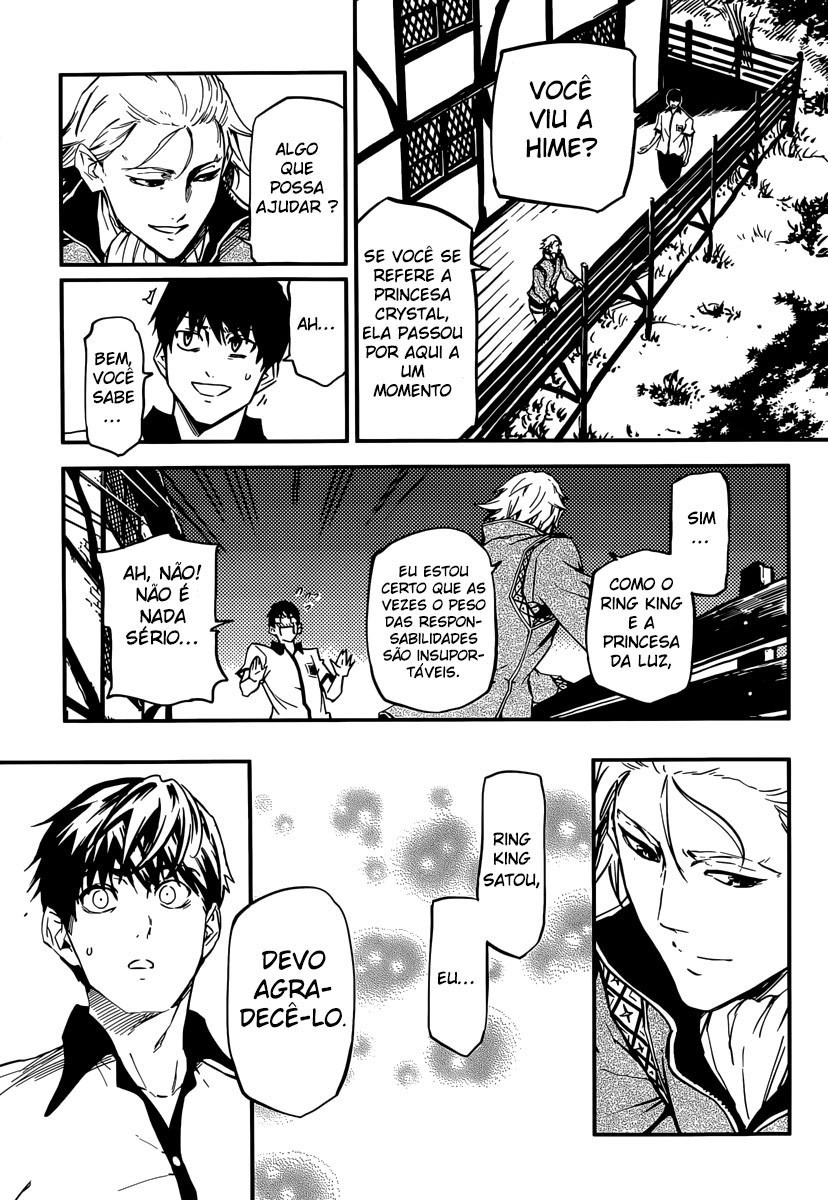 VOCÊ
VIU A
HIME?
SE VOCÊ SE
REFERE A
PRINCESA
CRYSTAL,
ELA PASSOU
POR AQUI A
UM
MOMENTO
ALGO
QUE
POSSA
AJUDAR ?
AH...
BEM,
VOCÊ
SABE
...
SIM
...
COMO O
RING KING
E A
PRINCESA
DA LUZ,
EU ESTOU
CERTO QUE AS
VEZES O PESO
DAS RESPON-
SABILIDADES
SÃO INSUPOR-
TÁVEIS.
AH, NÃO!
NÃO É
NADA
SÉRIO...
RING
KING
SATOU,
EU...
DEVO
AGRA-
DECÊ-LO.